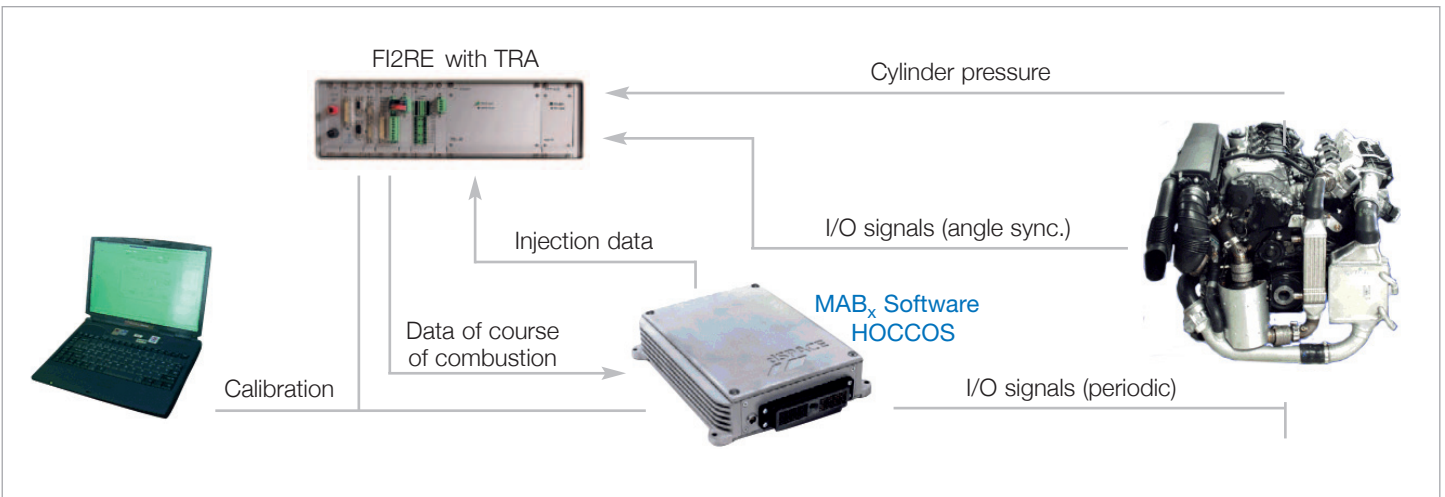 FI2RE with TRA
Cylinder pressure
I/O signals (angle sync.)
Injection data
MABx Software
HOCCOS
Data of course
of combustion
Calibration
I/O signals (periodic)
dSPACE